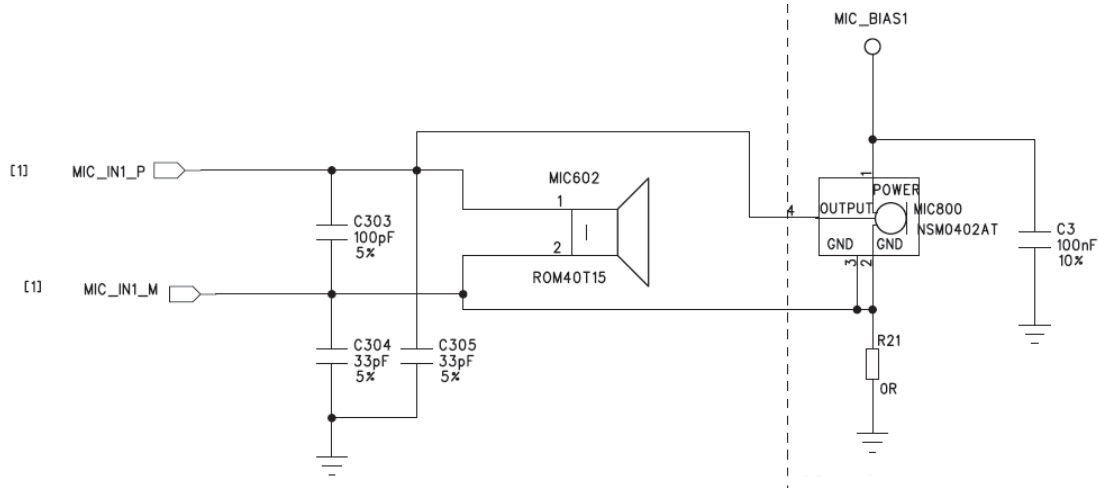 MIC_BIAS1
[1] MIC_IN1_P
MIC602
1
2
ROM40T15
C303
100pF
5%
[1] MIC_IN1_M
C304
33pF
5%
C305
33pF
5%
1
POWER
4 OUTPUT
MIC800
NSM0402AT
GND GND
3 2
C3
100nF
10%
R21
0R